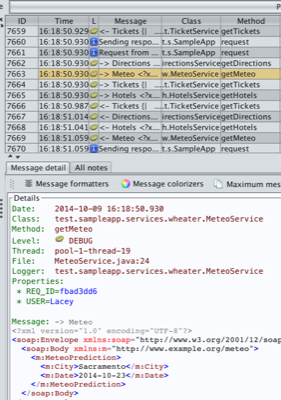 ID Time L Message Class Method
7659 16:18:50.929 <- Tickets {| ....t.TicketService getTickets
7660 16:18:50.930 Sending respo... t.s.SampleApp request
7661 16:18:50.930 Request from ... t.s.SampleApp request
7662 16:18:50.930 -> Directions ...irectionsService getDirections
7663 16:18:50.930 -> Meteo <?x... w.MeteoService getMeteo
7664 16:18:50.930 -> Tickets {| ....t.TicketService getTickets
7665 16:18:50.930 -> Hotels <?x... h.HotelsService getHotels
7666 16:18:50.987 <- Tickets {| ....t.TicketService getTickets
7667 16:18:51.014 <- Directions ...irectionsService getDirections
7668 16:18:51.041 <- Hotels <?x... h.HotelsService getHotels
7669 16:18:51.059 <- Meteo <?x... w.MeteoService getMeteo
7670 16:18:51.059 Sending respo... t.s.SampleApp request
Message detail All notes
Message formatters Message colorizers Maximum mes
Details
Date: 2014-10-09 16:18:50.930
Class: test.sampleapp.services.wheater.MeteoService
Method: getMeteo
Level: DEBUG
Thread: pool-1-thread-19
File: MeteoService.java:24
Logger: test.sampleapp.services.wheater.MeteoService
Properties:
* REQ_ID=fbad3dd6
* USER=Lacey
Message: -> Meteo
<?xml version="1.0" encoding="UTF-8"?>
<soap:Envelope xmlns:soap="http://www.w3.org/2001/12/soap
<soap:Body xmlns:m="http://www.example.org/meteo">
<m:MeteoPrediction>
<m:City>Sacramento</m:City>
<m:Date>2014-10-23</m:Date>
</m:MeteoPrediction>
</soap:Body>